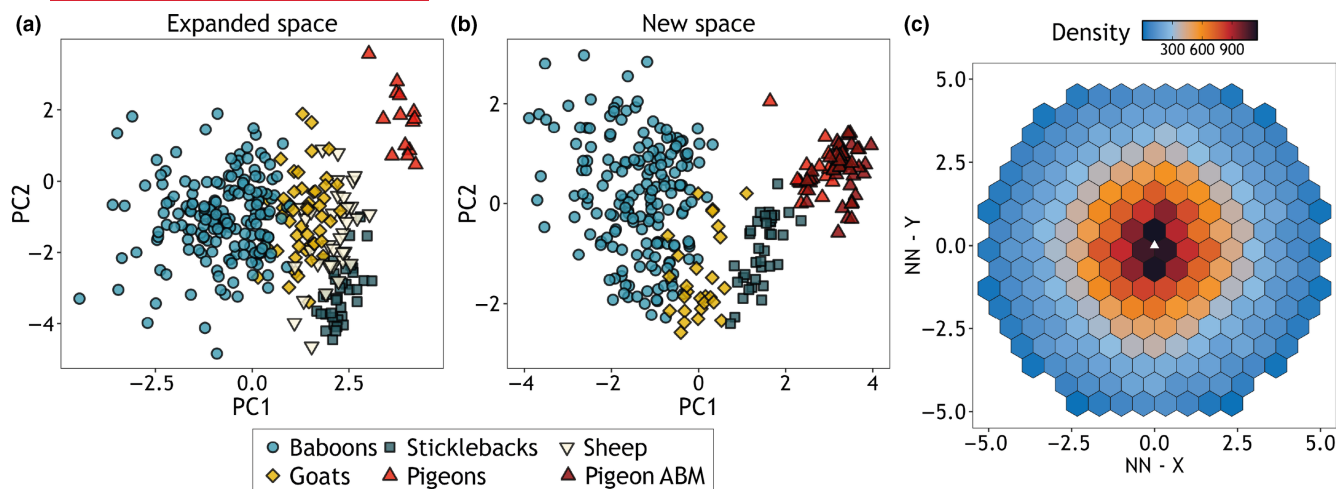 (a) Expanded space
(b) New space
(c) Density
300 600 900
PC2
2
0
−2
−4
−2.5 0.0 2.5
PC1
PC2
2
0
−2
−4 −2 0 2 4
PC1
NN - Y
5.0
2.5
0.0
−2.5
−5.0
−5.0 −2.5 0.0 2.5 5.0
NN - X
Baboons Sticklebacks Sheep
Goats Pigeons Pigeon ABM